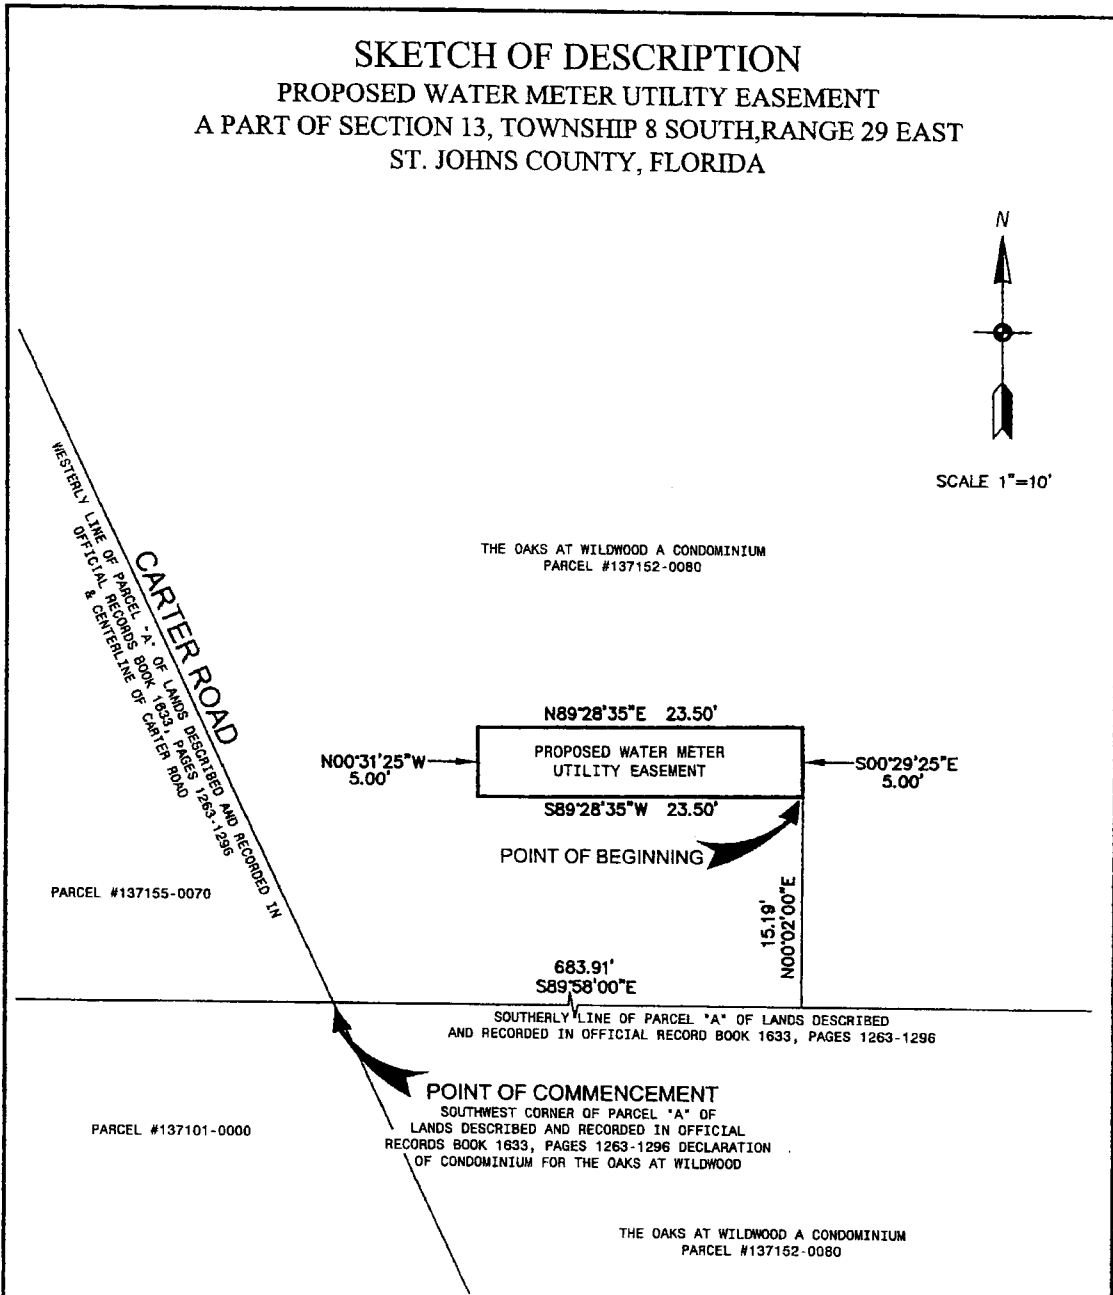 SKETCH OF DESCRIPTION
PROPOSED WATER METER UTILITY EASEMENT
A PART OF SECTION 13, TOWNSHIP 8 SOUTH,RANGE 29 EAST
ST. JOHNS COUNTY, FLORIDA
N
SCALE 1"=10'
WESTERLY LINE OF PARCEL "A" OF LANDS DESCRIBED AND RECORDED IN
OFFICIAL RECORDS BOOK 1633, PAGES 1263-1296
& CENTERLINE OF CARTER ROAD
CARTER ROAD
THE OAKS AT WILDWOOD A CONDOMINIUM
PARCEL #137152-0080
N89°28'35"E 23.50'
N00°31'25"W
5.00'
PROPOSED WATER METER
UTILITY EASEMENT
S00°29'25"E
5.00'
S89°28'35"W 23.50'
POINT OF BEGINNING
PARCEL #137155-0070
15.19'
N00°02'00"E
683.91'
S89°58'00"E
SOUTHERLY LINE OF PARCEL "A" OF LANDS DESCRIBED
AND RECORDED IN OFFICIAL RECORD BOOK 1633, PAGES 1263-1296
POINT OF COMMENCEMENT
SOUTHWEST CORNER OF PARCEL "A" OF
LANDS DESCRIBED AND RECORDED IN OFFICIAL
RECORDS BOOK 1633, PAGES 1263-1296 DECLARATION
OF CONDOMINIUM FOR THE OAKS AT WILDWOOD
PARCEL #137101-0000
THE OAKS AT WILDWOOD A CONDOMINIUM
PARCEL #137152-0080